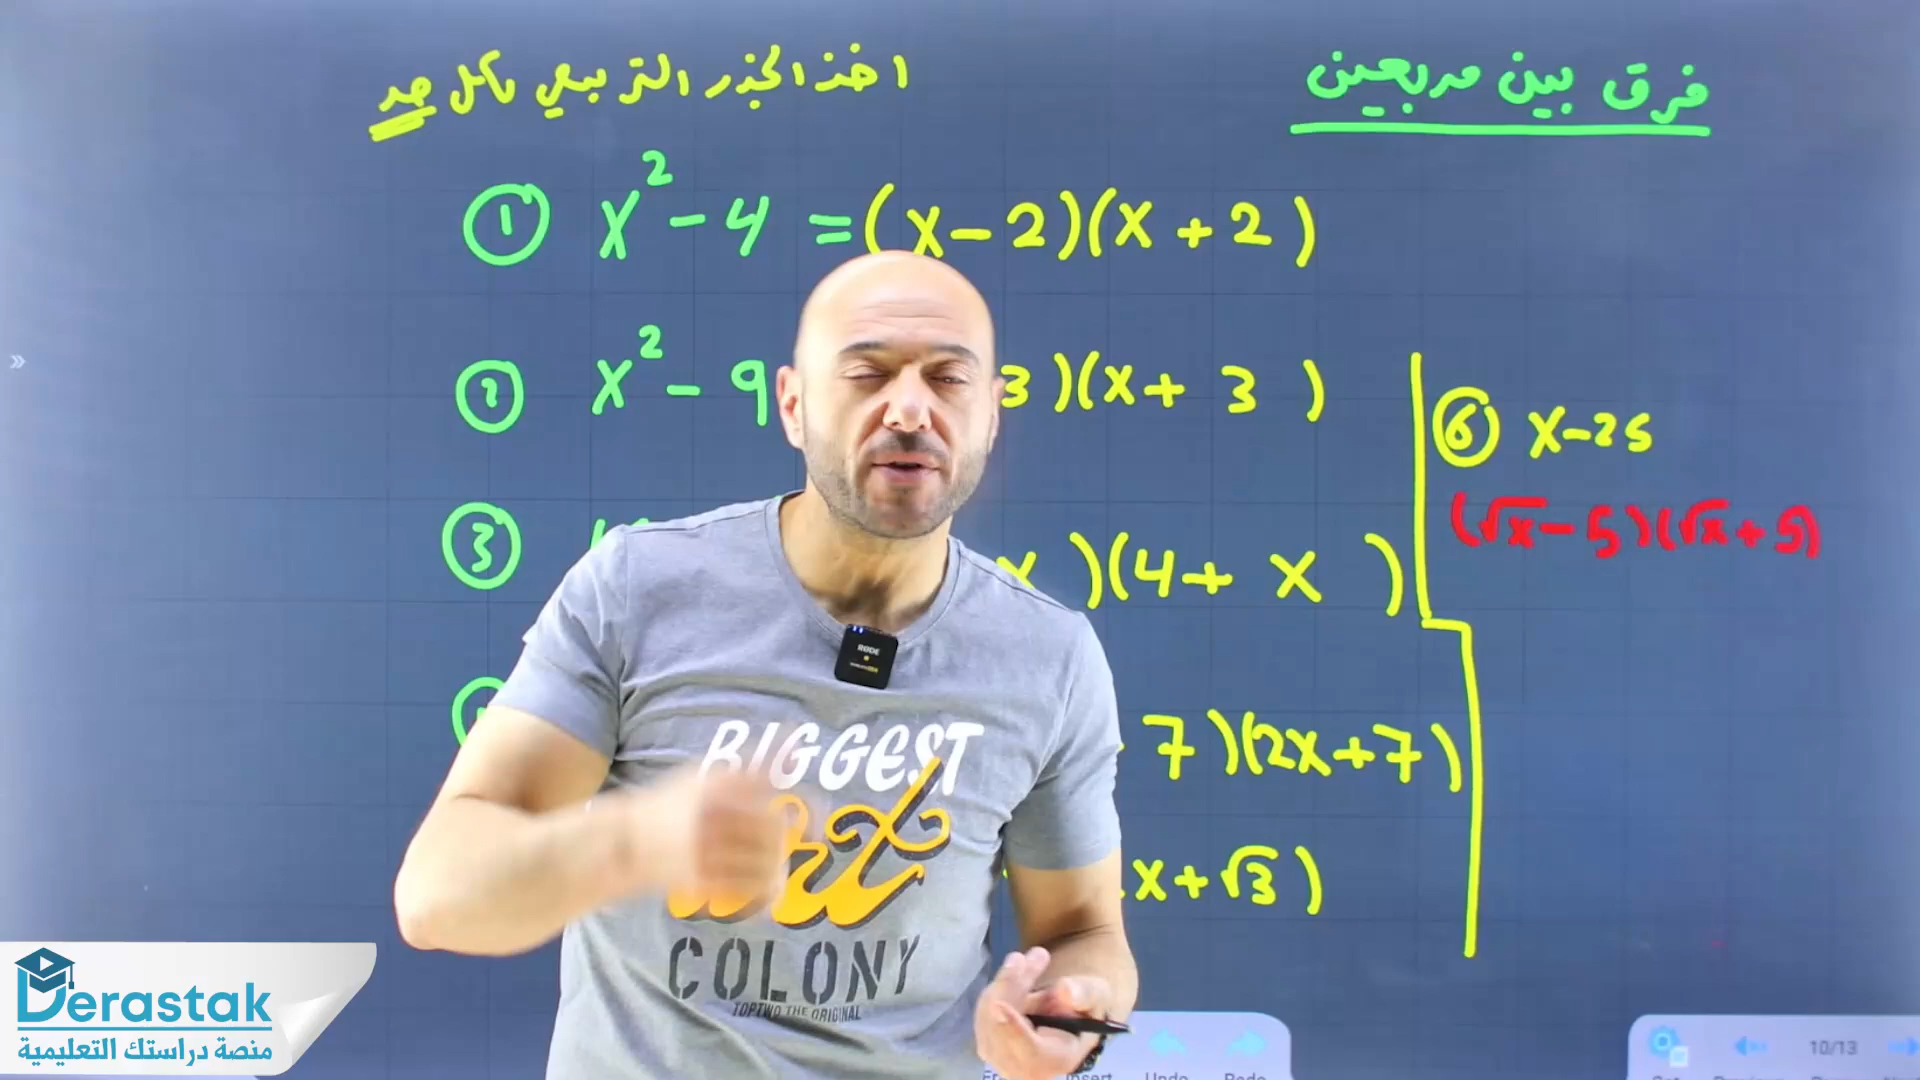 فرق بين مربعين
اخذ الجذر التربيعي لكل حد
① x² - 4 = (x - 2)(x + 2)
② x² - 9 3)(x + 3)
③ x)(4 + x)
7)(2x + 7)
x + √3)
⑥ x - 25
(√x - 5)(√x + 5)
RODE
BIGGEST
COLONY
TOPTWO THE ORIGINAL
Derastak
منصة دراستك التعليمية
Insert Undo Redo
10/13